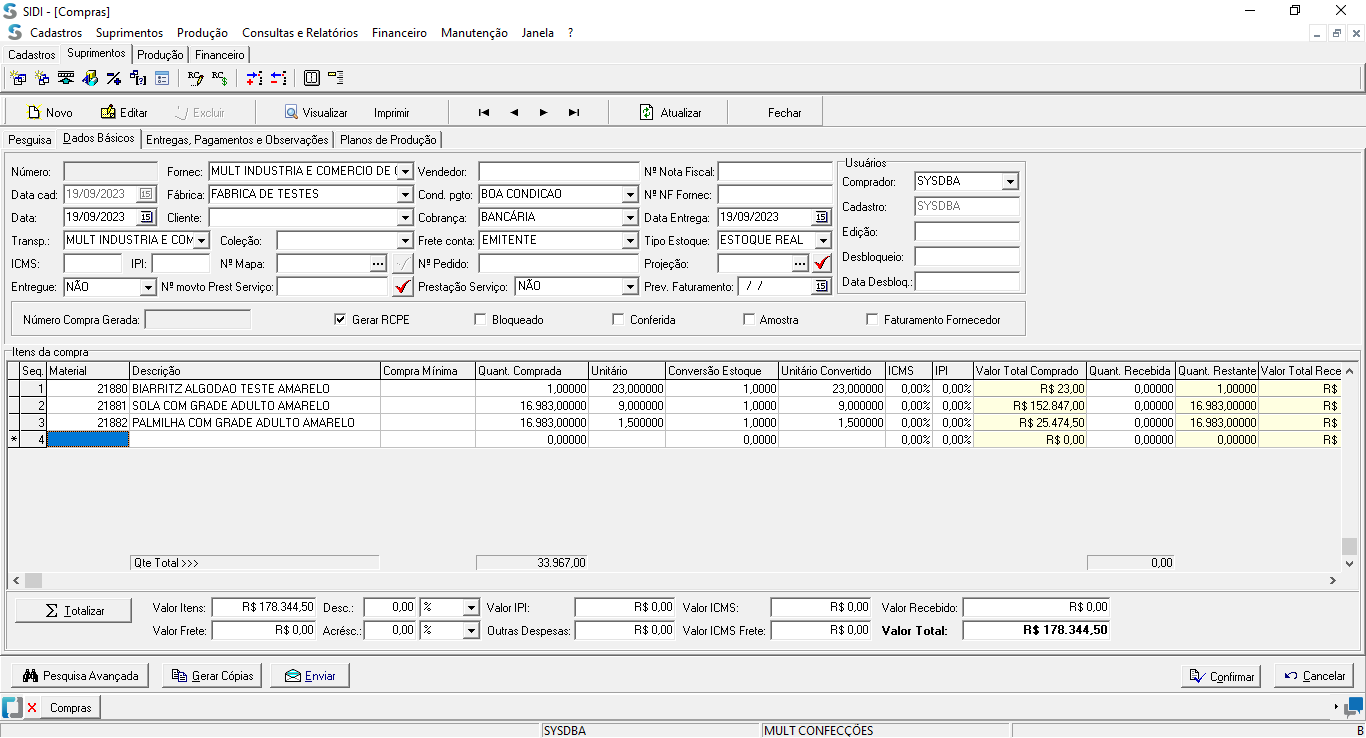 SIDI - [Compras]
Cadastros Suprimentos Produção Consultas e Relatórios Financeiro Manutenção Janela ?
Cadastros Suprimentos Produção Financeiro
Novo Editar Excluir Visualizar Imprimir Atualizar Fechar
Pesquisa Dados Básicos Entregas, Pagamentos e Observações Planos de Produção
Número: Fornec: MULT INDUSTRIA E COMERCIO DE ( Vendedor: Nº Nota Fiscal: Usuários
Comprador: SYSDBA
Data cad: 19/09/2023 15 Fábrica: FABRICA DE TESTES Cond. pgto: BOA CONDICAO Nº NF Fornec:
Cadastro: SYSDBA
Data: 19/09/2023 15 Cliente: Cobrança: BANCÁRIA Data Entrega: 19/09/2023 15
Edição:
Transp.: MULT INDUSTRIA E COM Coleção: Frete conta: EMITENTE Tipo Estoque: ESTOQUE REAL
Desbloqueio:
ICMS: IPI: Nº Mapa: ... Nº Pedido: Projeção: ...
Data Desbloq.:
Entregue: NÃO Nº movto Prest Serviço: Prestação Serviço: NÃO Prev. Faturamento: / / 15
Número Compra Gerada: Gerar RCPE Bloqueado Conferida Amostra Faturamento Fornecedor
Itens da compra
Seq. Material Descrição Compra Mínima Quant. Comprada Unitário Conversão Estoque Unitário Convertido ICMS IPI Valor Total Comprado Quant. Recebida Quant. Restante Valor Total Rece
1 21880 BIARRITZ ALGODAO TESTE AMARELO 1,00000 23,000000 1,0000 23,000000 0,00% 0,00% R$ 23,00 0,00000 1,00000 R$
2 21881 SOLA COM GRADE ADULTO AMARELO 16.983,00000 9,000000 1,0000 9,000000 0,00% 0,00% R$ 152.847,00 0,00000 16.983,00000 R$
3 21882 PALMILHA COM GRADE ADULTO AMARELO 16.983,00000 1,500000 1,0000 1,500000 0,00% 0,00% R$ 25.474,50 0,00000 16.983,00000 R$
* 4 0,00000 0,0000 0,00% 0,00% R$ 0,00 0,00000 0,00000 R$
Qte Total >>> 33.967,00 0,00
Σ Totalizar Valor Itens: R$ 178.344,50 Desc.: 0,00 % Valor IPI: R$ 0,00 Valor ICMS: R$ 0,00 Valor Recebido: R$ 0,00
Valor Frete: R$ 0,00 Acrésc.: 0,00 % Outras Despesas: R$ 0,00 Valor ICMS Frete: R$ 0,00 Valor Total: R$ 178.344,50
Pesquisa Avançada Gerar Cópias Enviar Confirmar Cancelar
Compras
SYSDBA MULT CONFECÇÕES B